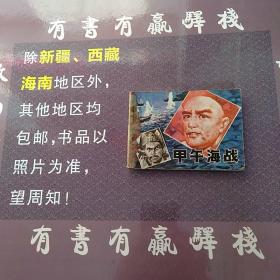 有書有贏驛棧
除新疆、西藏
海南地区外，
其他地区均
包邮，书品以
照片为准，
望周知！
甲午海战
有書有贏驛棧